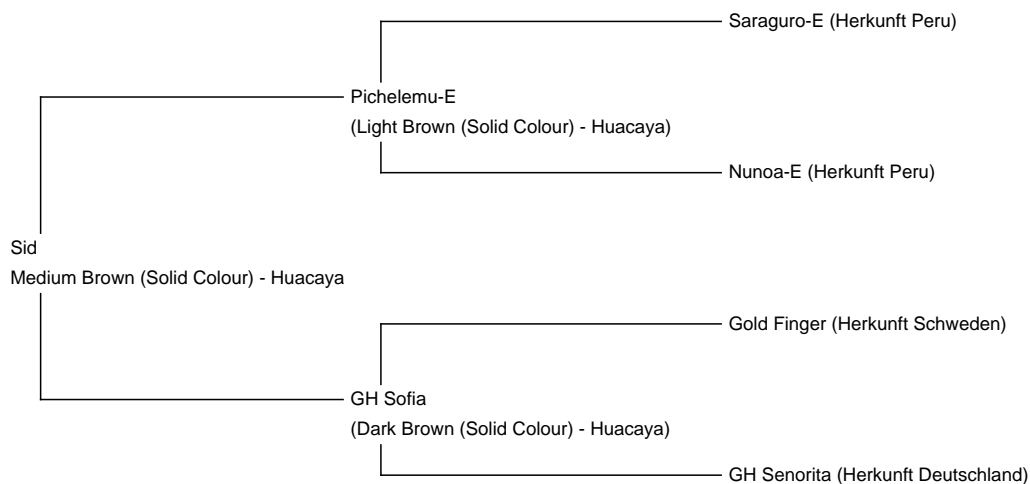 Saraguro-E (Herkunft Peru)
Pichelemu-E
(Light Brown (Solid Colour) - Huacaya)
Nunoa-E (Herkunft Peru)
Sid
Medium Brown (Solid Colour) - Huacaya
Gold Finger (Herkunft Schweden)
GH Sofia
(Dark Brown (Solid Colour) - Huacaya)
GH Senorita (Herkunft Deutschland)